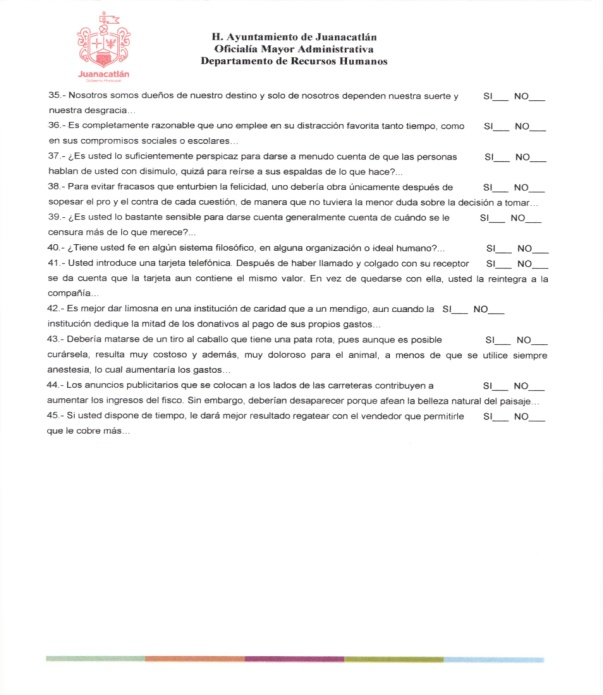 H. Ayuntamiento de Juanacatlán
Oficialía Mayor Administrativa
Departamento de Recursos Humanos
Juanacatlán
35.- Nosotros somos dueños de nuestro destino y solo de nosotros dependen nuestra suerte y SI___ NO___
nuestra desgracia...
36.- Es completamente razonable que uno emplee en su distracción favorita tanto tiempo, como SI___ NO___
en sus compromisos sociales o escolares...
37.- ¿Es usted lo suficientemente perspicaz para darse a menudo cuenta de que las personas SI___ NO___
hablan de usted con disimulo, quizá para reírse a sus espaldas de lo que hace?...
38.- Para evitar fracasos que enturbien la felicidad, uno debería obra únicamente después de SI___ NO___
sopesar el pro y el contra de cada cuestión, de manera que no tuviera la menor duda sobre la decisión a tomar...
39.- ¿Es usted lo bastante sensible para darse cuenta generalmente cuenta de cuándo se le SI___ NO___
censura más de lo que merece?...
40.- ¿Tiene usted fe en algún sistema filosófico, en alguna organización o ideal humano?... SI___ NO___
41.- Usted introduce una tarjeta telefónica. Después de haber llamado y colgado con su receptor SI___ NO___
se da cuenta que la tarjeta aun contiene el mismo valor. En vez de quedarse con ella, usted la reintegra a la
compañía...
42.- Es mejor dar limosna en una institución de caridad que a un mendigo, aun cuando la SI___ NO___
institución dedique la mitad de los donativos al pago de sus propios gastos...
43.- Debería matarse de un tiro al caballo que tiene una pata rota, pues aunque es posible SI___ NO___
curársela, resulta muy costoso y además, muy doloroso para el animal, a menos de que se utilice siempre
anestesia, lo cual aumentaría los gastos...
44.- Los anuncios publicitarios que se colocan a los lados de las carreteras contribuyen a SI___ NO___
aumentar los ingresos del fisco. Sin embargo, deberían desaparecer porque afean la belleza natural del paisaje...
45.- Si usted dispone de tiempo, le dará mejor resultado regatear con el vendedor que permitirle SI___ NO___
que le cobre más...